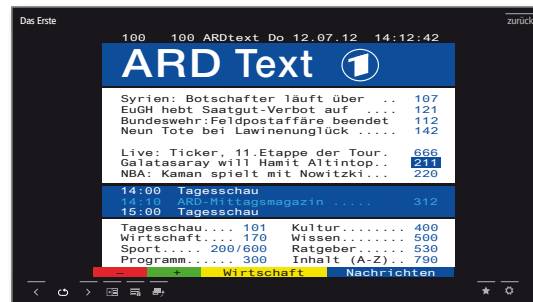 Das Erste zurück
100 100 ARDtext Do 12.07.12 14:12:42
ARD Text 1
Syrien: Botschafter läuft über .. 107
EuGH hebt Saatgut-Verbot auf .... 121
Bundeswehr:Feldpostaffäre beendet 112
Neun Tote bei Lawinenunglück ..... 142
Live: Ticker, 11.Etappe der Tour. 666
Galatasaray will Hamit Altintop.. 211
NBA: Kaman spielt mit Nowitzki... 220
14:00 Tagesschau
14:10 ARD-Mittagsmagazin ..... 312
15:00 Tagesschau
Tagesschau.... 101 Kultur........ 400
Wirtschaft.... 170 Wissen........ 500
Sport..... 200/600 Ratgeber...... 530
Programm...... 300 Inhalt (A-Z).. 790
- + Wirtschaft Nachrichten